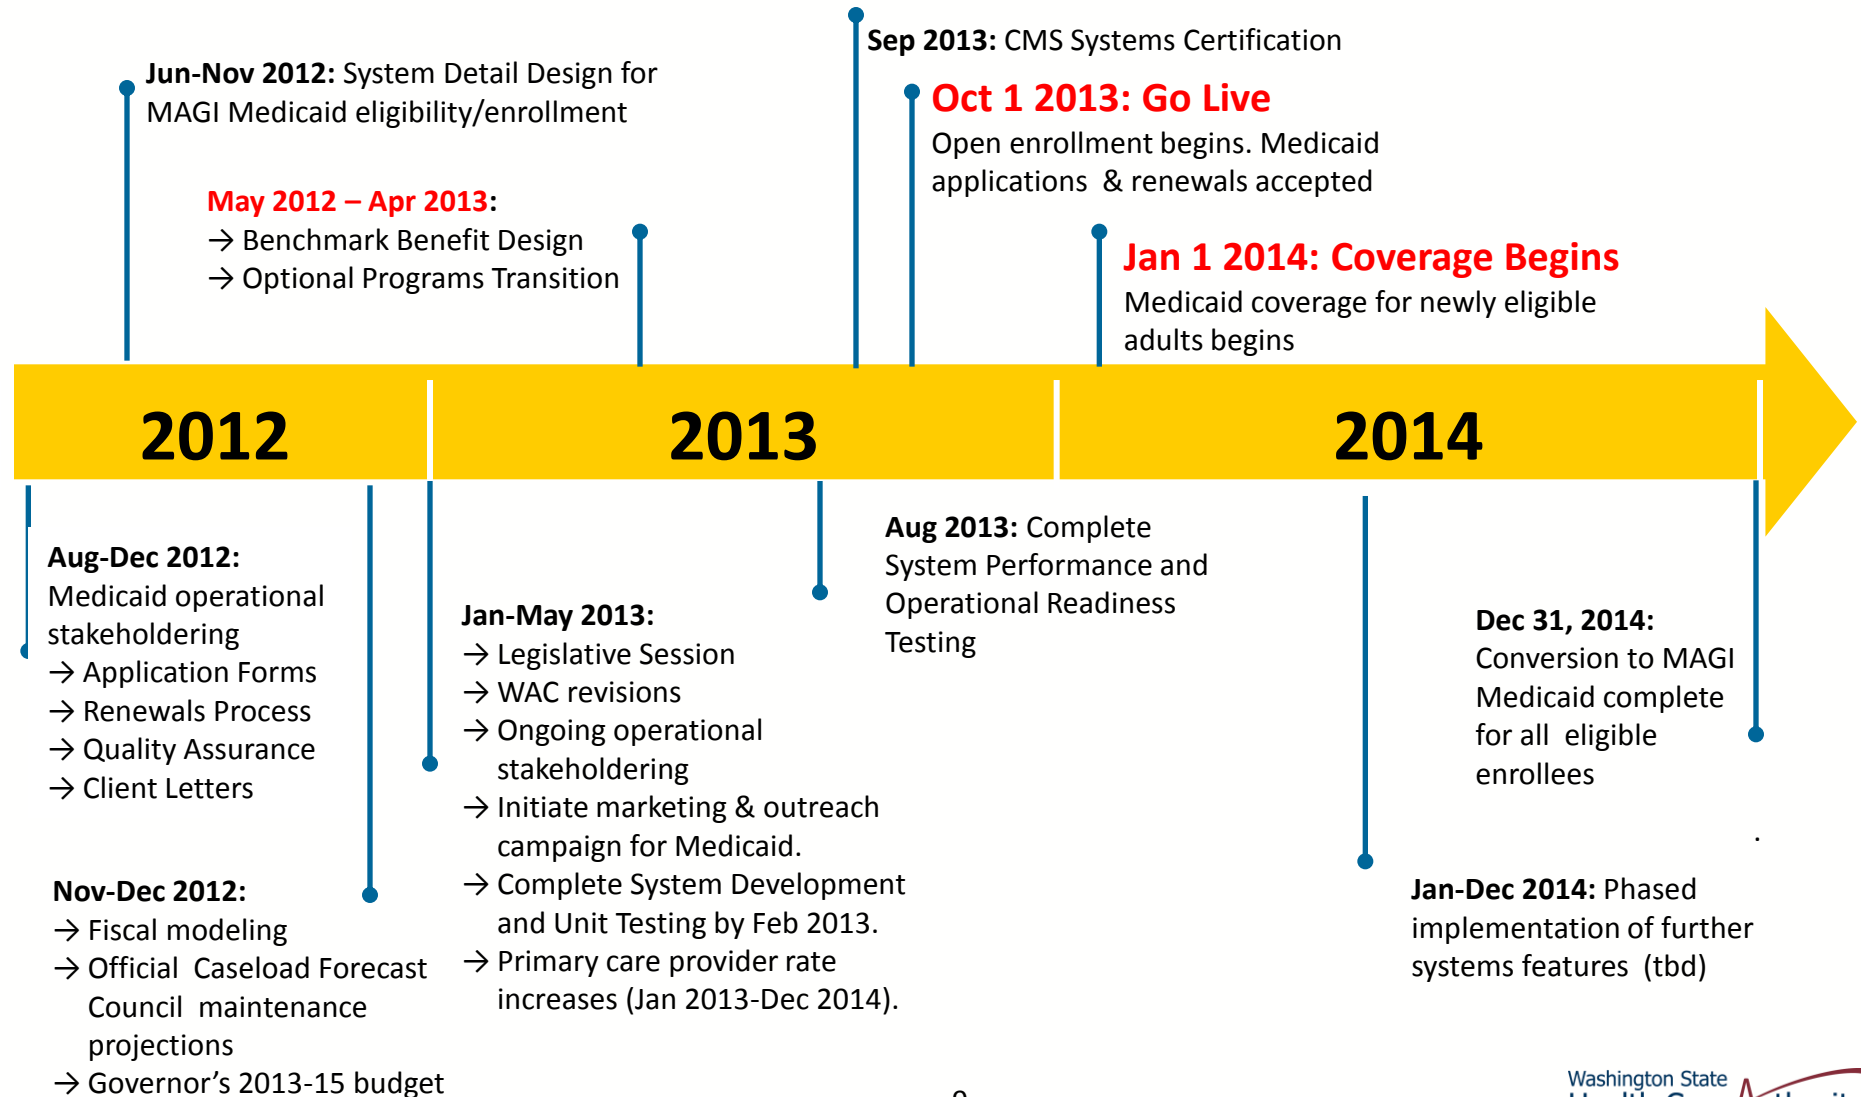 Sep 2013: CMS Systems Certification
Jun-Nov 2012: System Detail Design for
MAGI Medicaid eligibility/enrollment
Oct 1 2013: Go Live
Open enrollment begins. Medicaid
applications & renewals accepted
May 2012 – Apr 2013:
→ Benchmark Benefit Design
→ Optional Programs Transition
Jan 1 2014: Coverage Begins
Medicaid coverage for newly eligible
adults begins
2012
2013
2014
Aug-Dec 2012:
Medicaid operational
stakeholdering
→ Application Forms
→ Renewals Process
→ Quality Assurance
→ Client Letters
Nov-Dec 2012:
→ Fiscal modeling
→ Official Caseload Forecast
Council maintenance
projections
→ Governor's 2013-15 budget
Jan-May 2013:
→ Legislative Session
→ WAC revisions
→ Ongoing operational
stakeholdering
→ Initiate marketing & outreach
campaign for Medicaid.
→ Complete System Development
and Unit Testing by Feb 2013.
→ Primary care provider rate
increases (Jan 2013-Dec 2014).
Aug 2013: Complete
System Performance and
Operational Readiness
Testing
Dec 31, 2014:
Conversion to MAGI
Medicaid complete
for all eligible
enrollees
.
Jan-Dec 2014: Phased
implementation of further
systems features (tbd)
Washington State